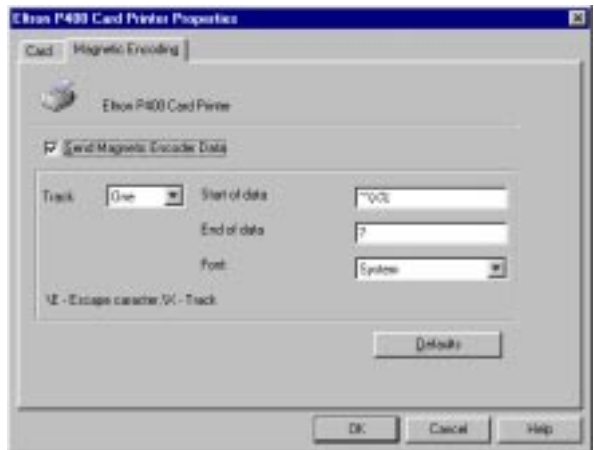 Eltron P400 Card Printer Properties
Card Magnetic Encoding
Eltron P400 Card Printer
Send Magnetic Encoder Data
Track One Start of data
End of data ?
Font System
\E - Escape caracter \X - Track
Defaults
OK Cancel Help